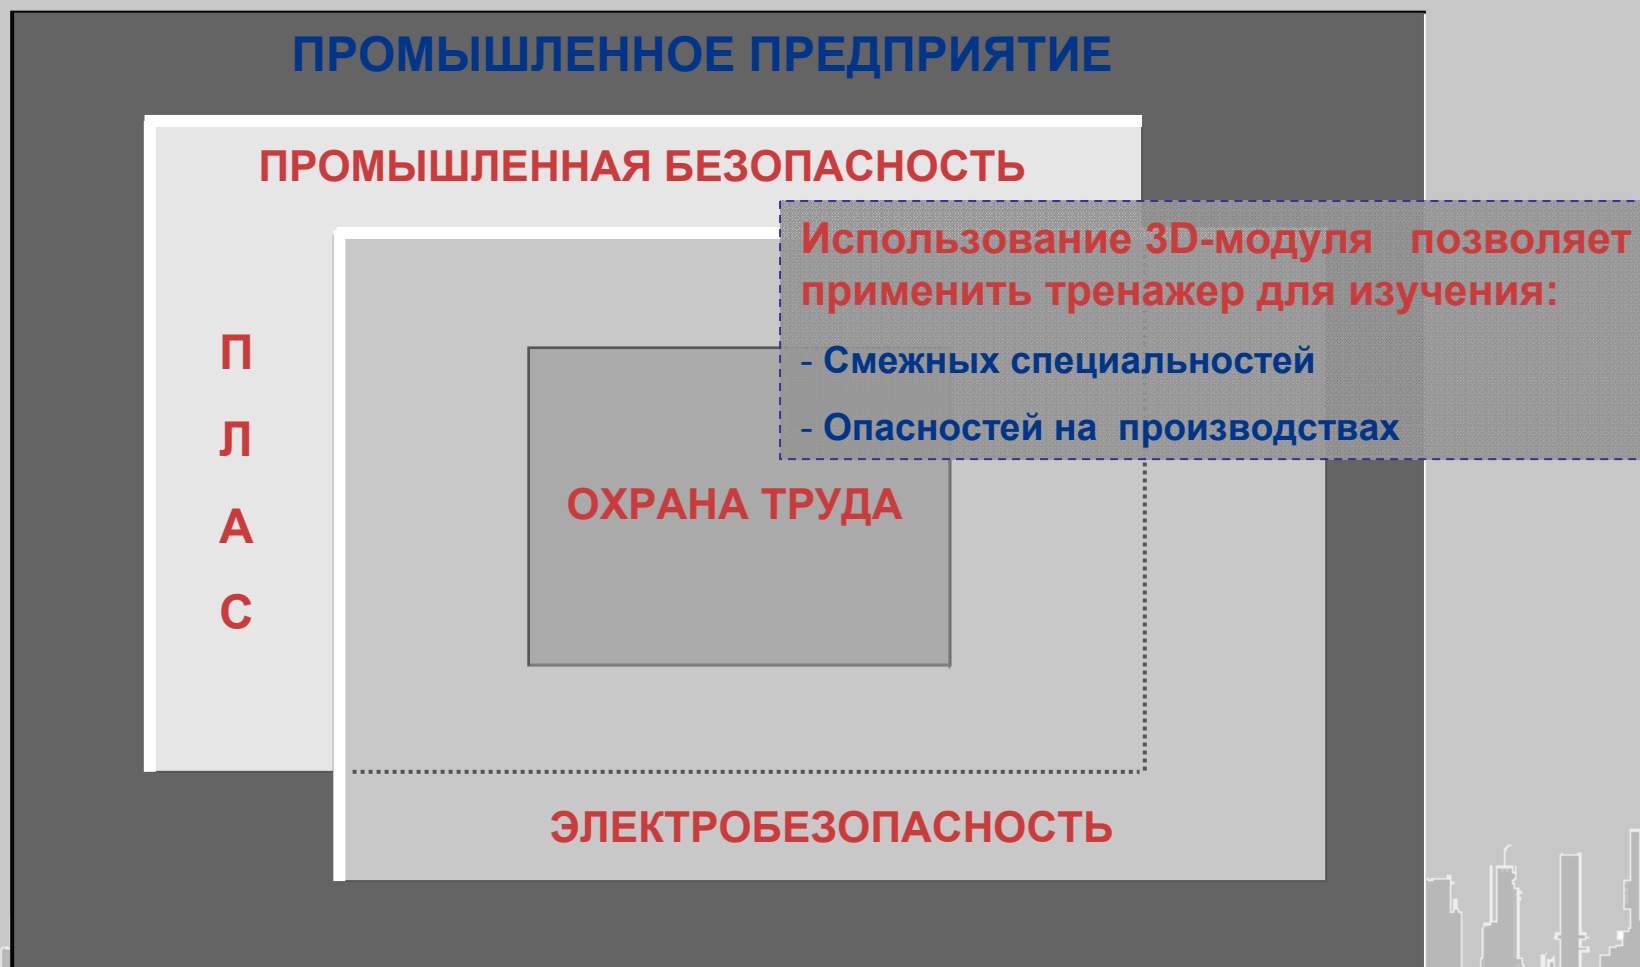 ПРОМЫШЛЕННОЕ ПРЕДПРИЯТИЕ
ПРОМЫШЛЕННАЯ БЕЗОПАСНОСТЬ
Использование 3D-модуля позволяет
применить тренажер для изучения:
- Смежных специальностей
- Опасностей на производствах
П
Л
А
С
ОХРАНА ТРУДА
ЭЛЕКТРОБЕЗОПАСНОСТЬ